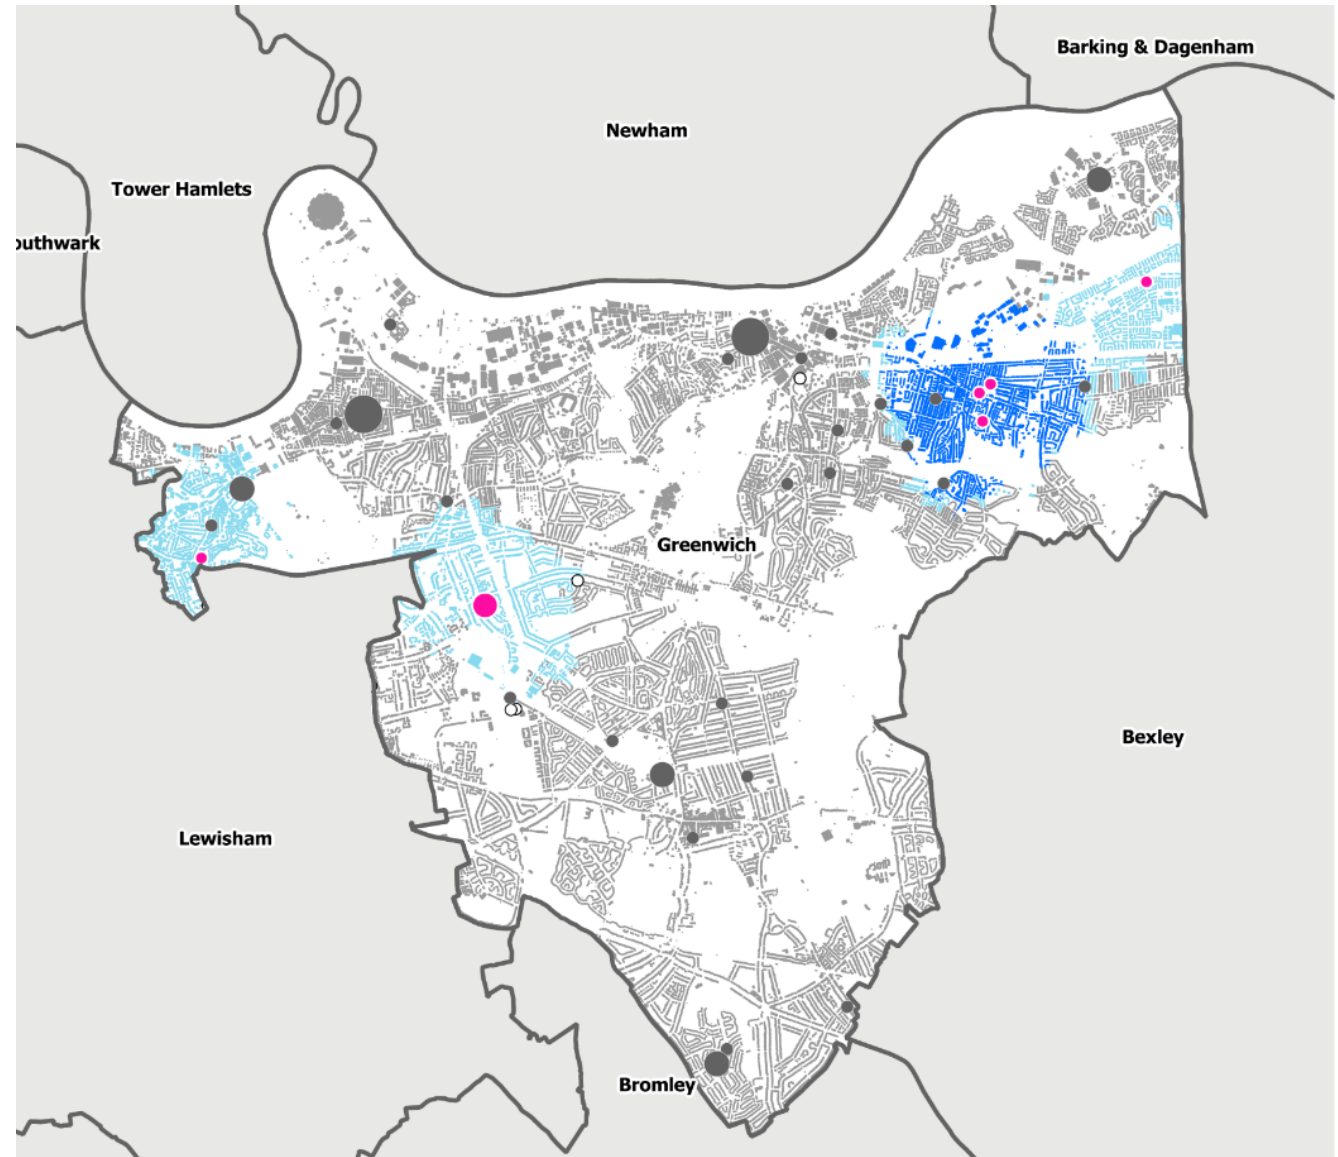 Barking & Dagenham
Newham
Tower Hamlets
outhwark
Greenwich
Bexley
Lewisham
Bromley